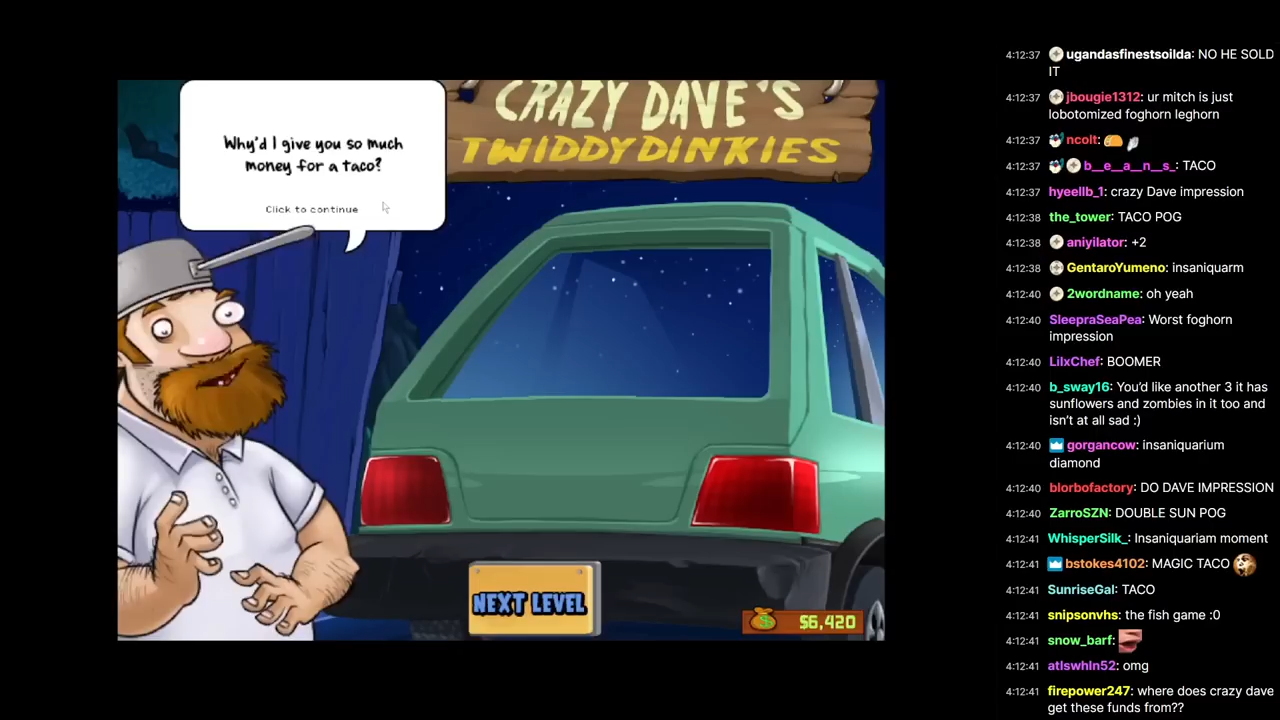 CRAZY DAVE'S
TWIDDYDINKIES
Why'd I give you so much
money for a taco?
Click to continue
NEXT LEVEL
$6,420
4:12:37 ugandasfinestsoilda: NO HE SOLD
IT
4:12:37 jbougie1312: ur mitch is just
lobotomized foghorn leghorn
4:12:37 ncolt:
4:12:37 b__e__a__n__s_: TACO
4:12:37 hyeellb_1: crazy Dave impression
4:12:38 the_tower: TACO POG
4:12:38 aniyilator: +2
4:12:38 GentaroYumeno: insaniquarm
4:12:40 2wordname: oh yeah
4:12:40 SleepraSeaPea: Worst foghorn
impression
4:12:40 LilxChef: BOOMER
4:12:40 b_sway16: You'd like another 3 it has
sunflowers and zombies in it too and
isn't at all sad :)
4:12:40 gorgancow: insaniquarium
diamond
4:12:40 blorbofactory: DO DAVE IMPRESSION
4:12:40 ZarroSZN: DOUBLE SUN POG
4:12:41 WhisperSilk_: Insaniquariam moment
4:12:41 bstokes4102: MAGIC TACO
4:12:41 SunriseGal: TACO
4:12:41 snipsonvhs: the fish game :0
4:12:41 snow_barf:
4:12:41 atlswhln52: omg
4:12:41 firepower247: where does crazy dave
get these funds from??